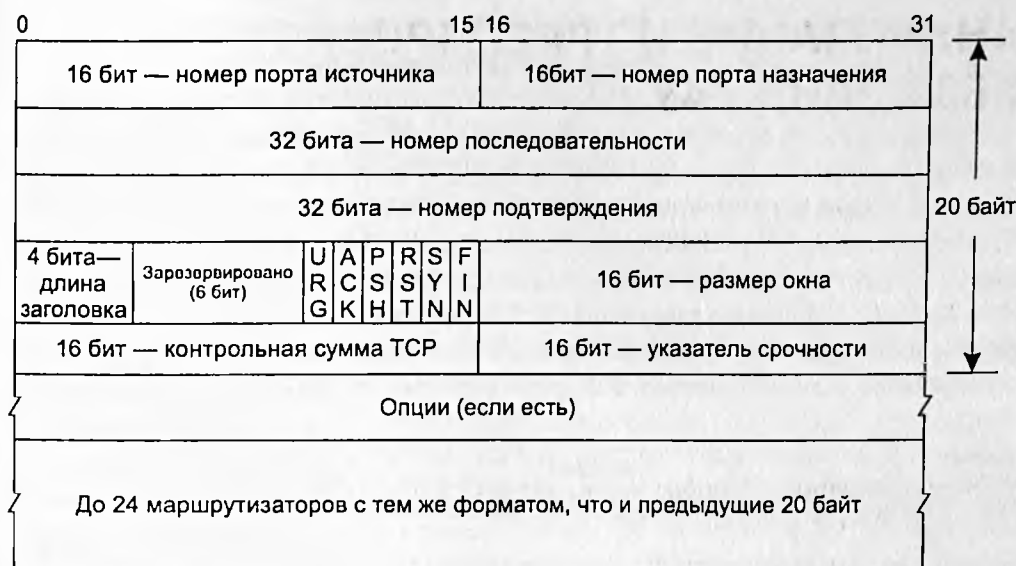 0 15 16 31
16 бит — номер порта источника 16бит — номер порта назначения
32 бита — номер последовательности
32 бита — номер подтверждения
20 байт
4 бита—
длина
заголовка
Зарозорвировано
(6 бит)
U A P R S F
R C S S Y I
G K H T N N
16 бит — размер окна
16 бит — контрольная сумма TCP 16 бит — указатель срочности
Опции (если есть)
До 24 маршрутизаторов с тем же форматом, что и предыдущие 20 байт